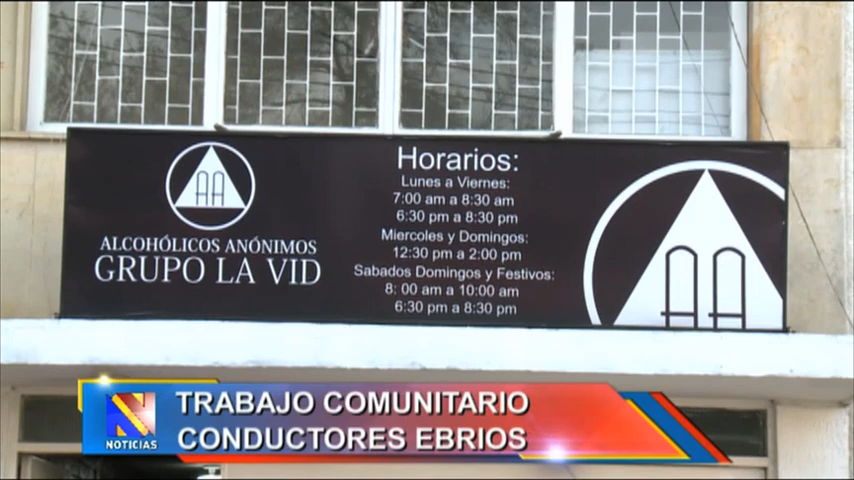 AA
ALCOHÓLICOS ANÓNIMOS
GRUPO LA VID
Horarios:
Lunes a Viernes:
7:00 am a 8:30 am
6:30 pm a 8:30 pm
Miercoles y Domingos:
12:30 pm a 2:00 pm
Sabados Domingos y Festivos:
8: 00 am a 10:00 am
6:30 pm a 8:30 pm
AA
N
NOTICIAS
TRABAJO COMUNITARIO
CONDUCTORES EBRIOS